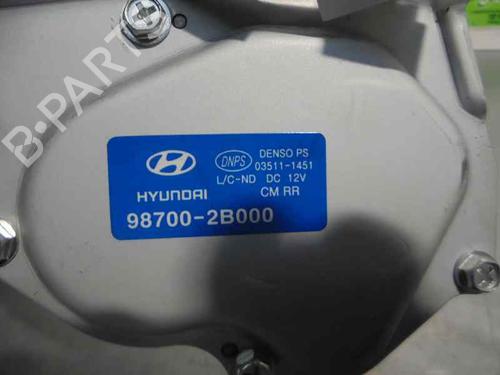 B-PARTS
DNPS
DENSO PS
03511-1451
L/C-ND DC 12V
HYUNDAI
CM RR
98700-2B000